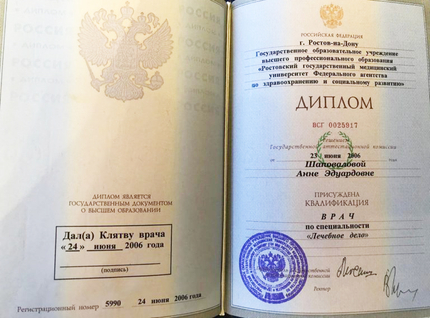 ДИПЛОМ ЯВЛЯЕТСЯ
ГОСУДАРСТВЕННЫМ ДОКУМЕНТОМ
О ВЫСШЕМ ОБРАЗОВАНИИ
Дал(а) Клятву врача
«24» июня 2006 года
(подпись)
Регистрационный номер 5990 24 июня 2006 года
РОССИЙСКАЯ ФЕДЕРАЦИЯ
г. Ростов-на-Дону
Государственное образовательное учреждение
высшего профессионального образования
"Ростовский государственный медицинский
университет Федерального агентства
по здравоохранению и социальному развитию"
ДИПЛОМ
ВСГ 0025917
Решением
Государственной аттестационной комиссии
от 23 июня 2006
Шаповаловой
Анне Эдуардовне
ПРИСУЖДЕНА
КВАЛИФИКАЦИЯ
ВРАЧ
по специальности
«Лечебное дело»
Ректор